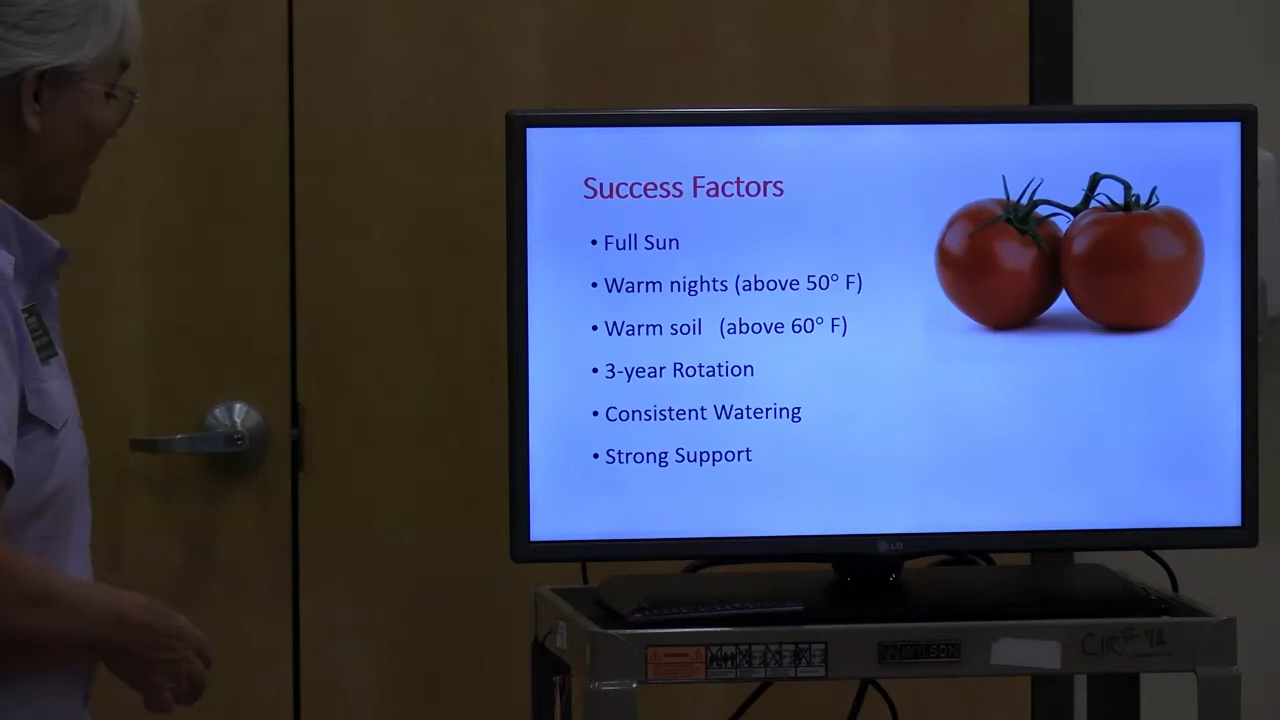 Success Factors
• Full Sun
• Warm nights (above 50° F)
• Warm soil (above 60° F)
• 3-year Rotation
• Consistent Watering
• Strong Support
LG
WILSON